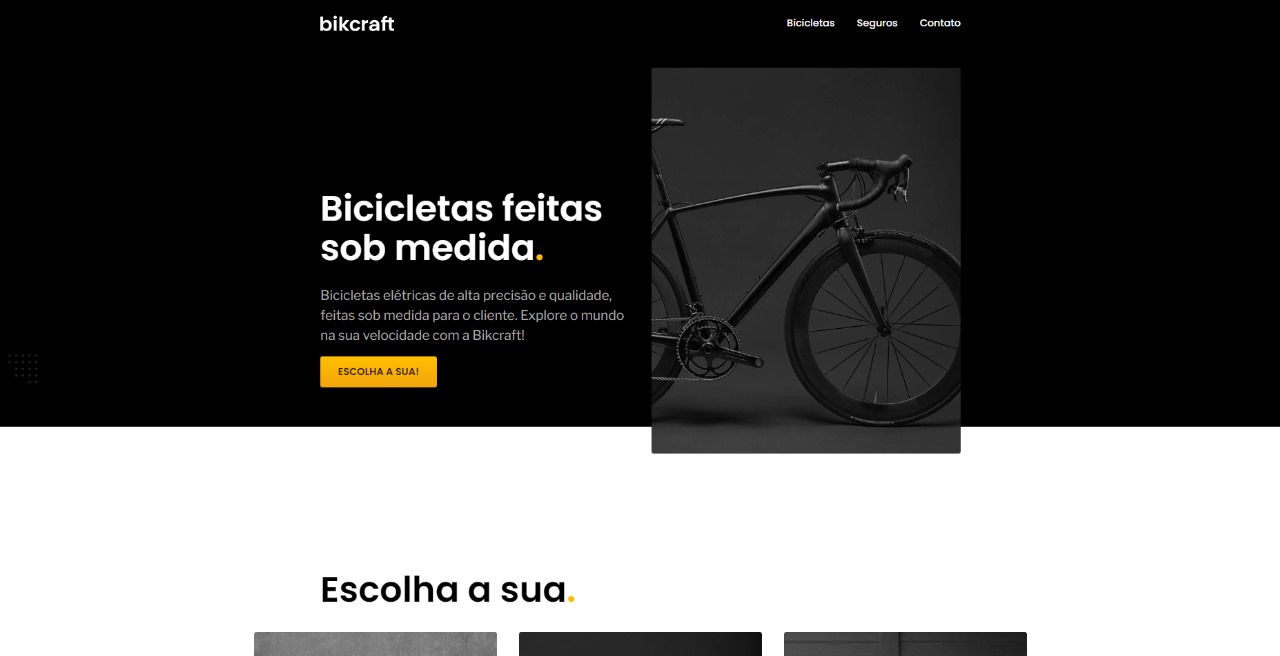 bikcraft
Bicicletas
Seguros
Contato
Bicicletas feitas
sob medida.
Bicicletas elétricas de alta precisão e qualidade,
feitas sob medida para o cliente. Explore o mundo
na sua velocidade com a Bikcraft!
ESCOLHA A SUA!
Escolha a sua.